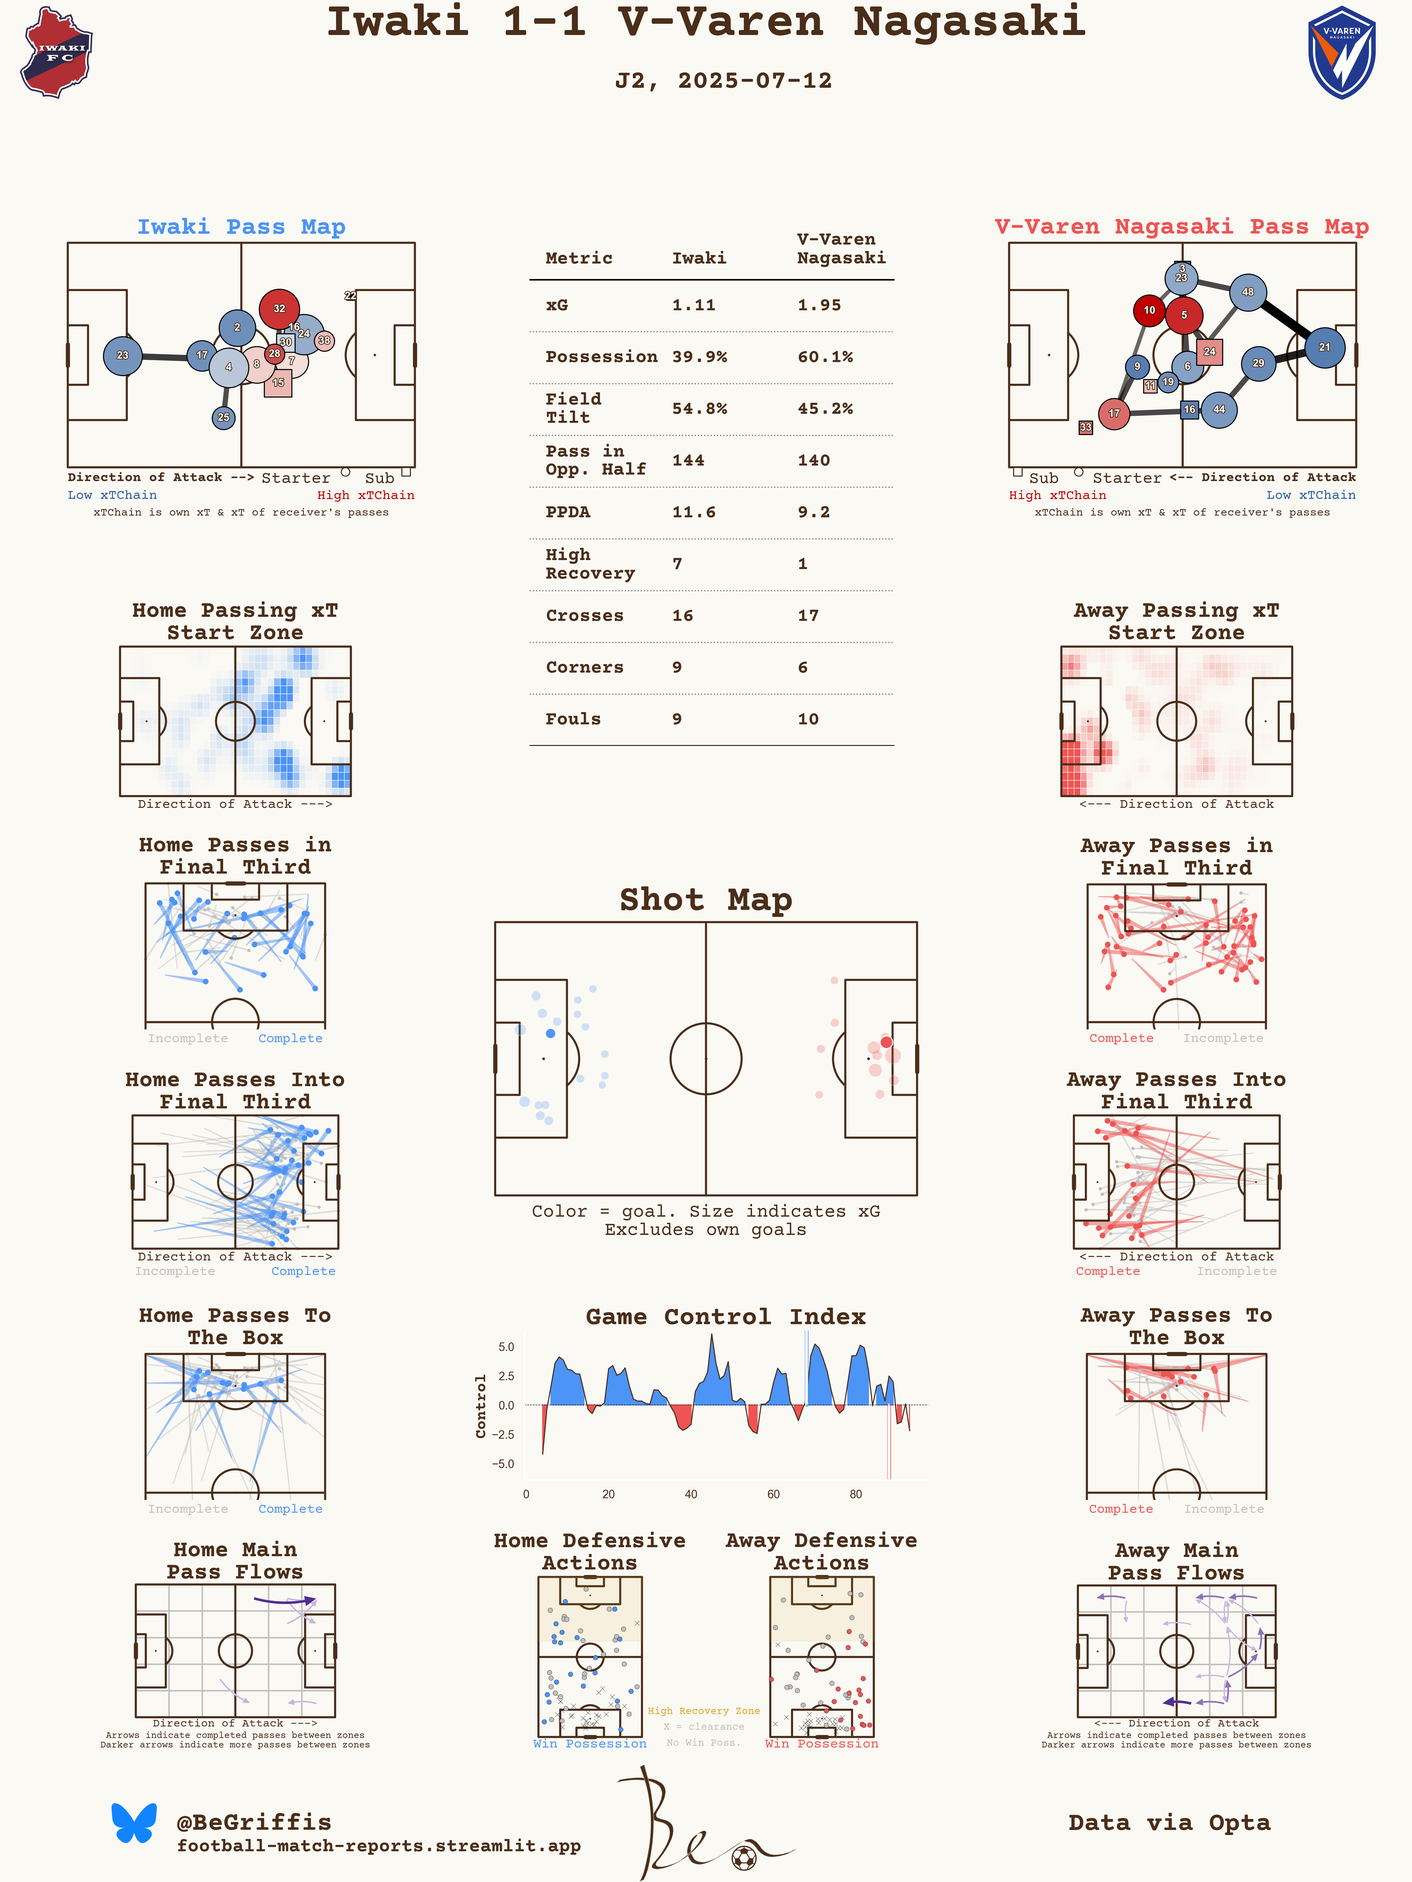 Iwaki 1-1 V-Varen Nagasaki
J2, 2025-07-12
IWAKI
FC
V-VAREN
NAGASAKI
Iwaki Pass Map
23
17
2
4
25
32
16
24
30
38
28
8
7
15
22
Direction of Attack --> Starter Sub
Low xTChain High xTChain
xTChain is own xT & xT of receiver's passes
Metric Iwaki V-Varen Nagasaki
xG 1.11 1.95
Possession 39.9% 60.1%
Field Tilt 54.8% 45.2%
Pass in Opp. Half 144 140
PPDA 11.6 9.2
High Recovery 7 1
Crosses 16 17
Corners 9 6
Fouls 9 10
V-Varen Nagasaki Pass Map
3
23
48
10
5
24
21
9
6
29
11
19
17
16
44
33
Sub Starter <-- Direction of Attack
High xTChain Low xTChain
xTChain is own xT & xT of receiver's passes
Home Passing xT
Start Zone
Direction of Attack --->
Away Passing xT
Start Zone
<--- Direction of Attack
Home Passes in
Final Third
Incomplete Complete
Away Passes in
Final Third
Complete Incomplete
Shot Map
Color = goal. Size indicates xG
Excludes own goals
Home Passes Into
Final Third
Direction of Attack --->
Incomplete Complete
Away Passes Into
Final Third
<--- Direction of Attack
Complete Incomplete
Home Passes To
The Box
Incomplete Complete
Game Control Index
Control
5.0
2.5
0.0
−2.5
−5.0
0 20 40 60 80
Away Passes To
The Box
Complete Incomplete
Home Main
Pass Flows
Direction of Attack --->
Arrows indicate completed passes between zones
Darker arrows indicate more passes between zones
Home Defensive
Actions
Win Possession
Away Defensive
Actions
Win Possession
High Recovery Zone
X = clearance
No Win Poss.
Away Main
Pass Flows
<--- Direction of Attack
Arrows indicate completed passes between zones
Darker arrows indicate more passes between zones
@BeGriffis
football-match-reports.streamlit.app
Ben
Data via Opta